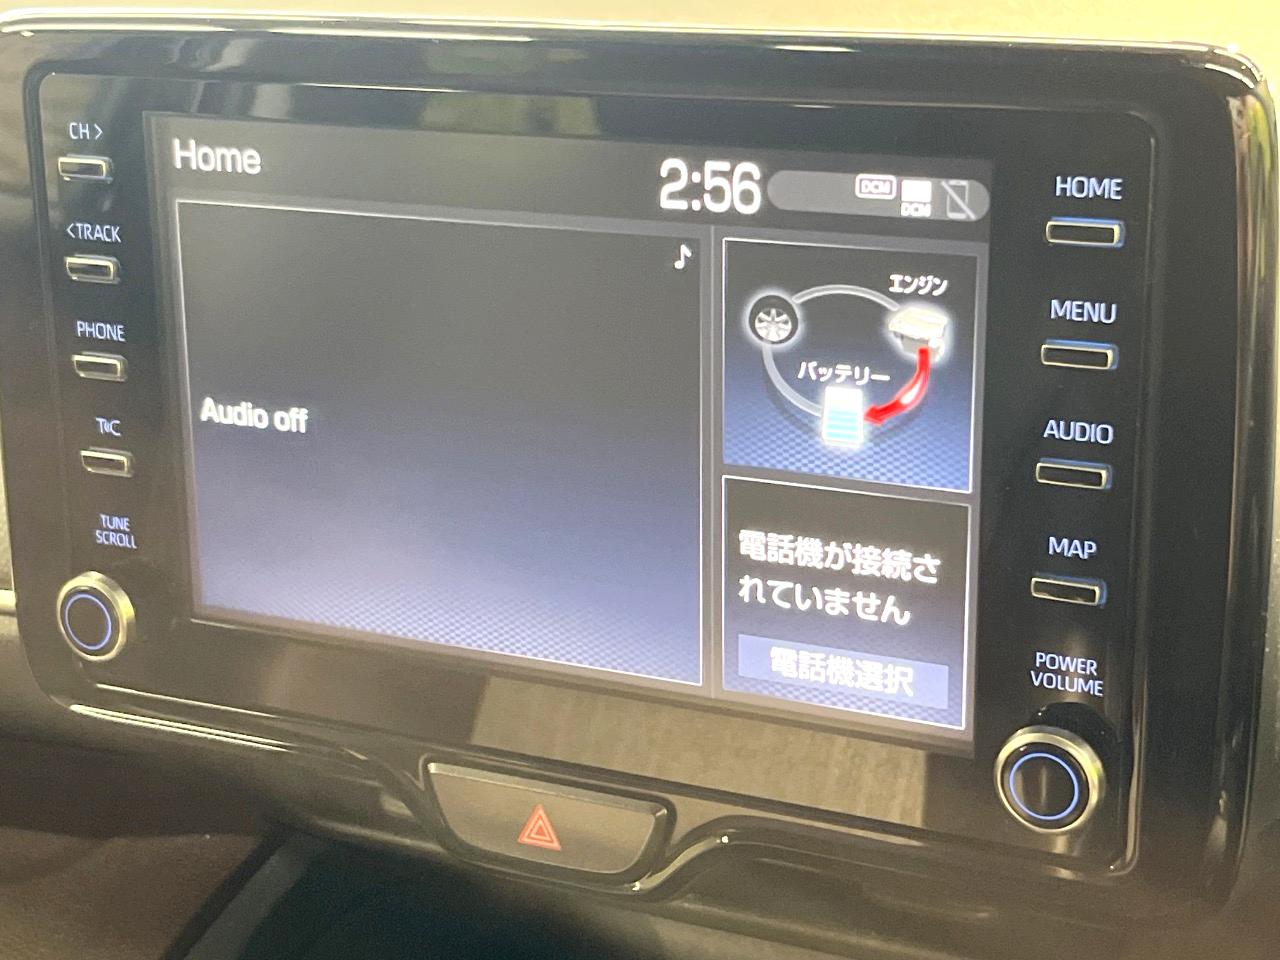 CH >
<TRACK
PHONE
T\C
TUNE
SCROLL
Home
2:56
DCM
DCM
Audio off
エンジン
バッテリー
電話機が接続さ
れていません
電話機選択
HOME
MENU
AUDIO
MAP
POWER
VOLUME